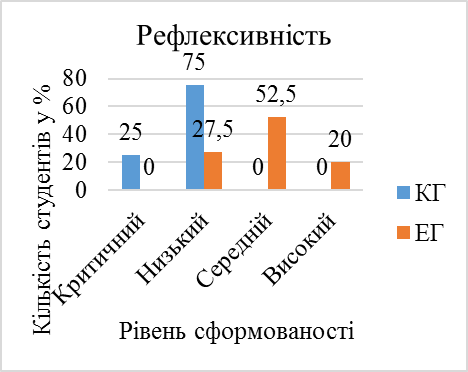 Рефлексивність
Кількість студентів у %
80
60
40
20
0
25
0
75
27,5
0
52,5
0
20
Критичний
Низький
Середній
Високий
Рівень сформованості
КГ
ЕГ